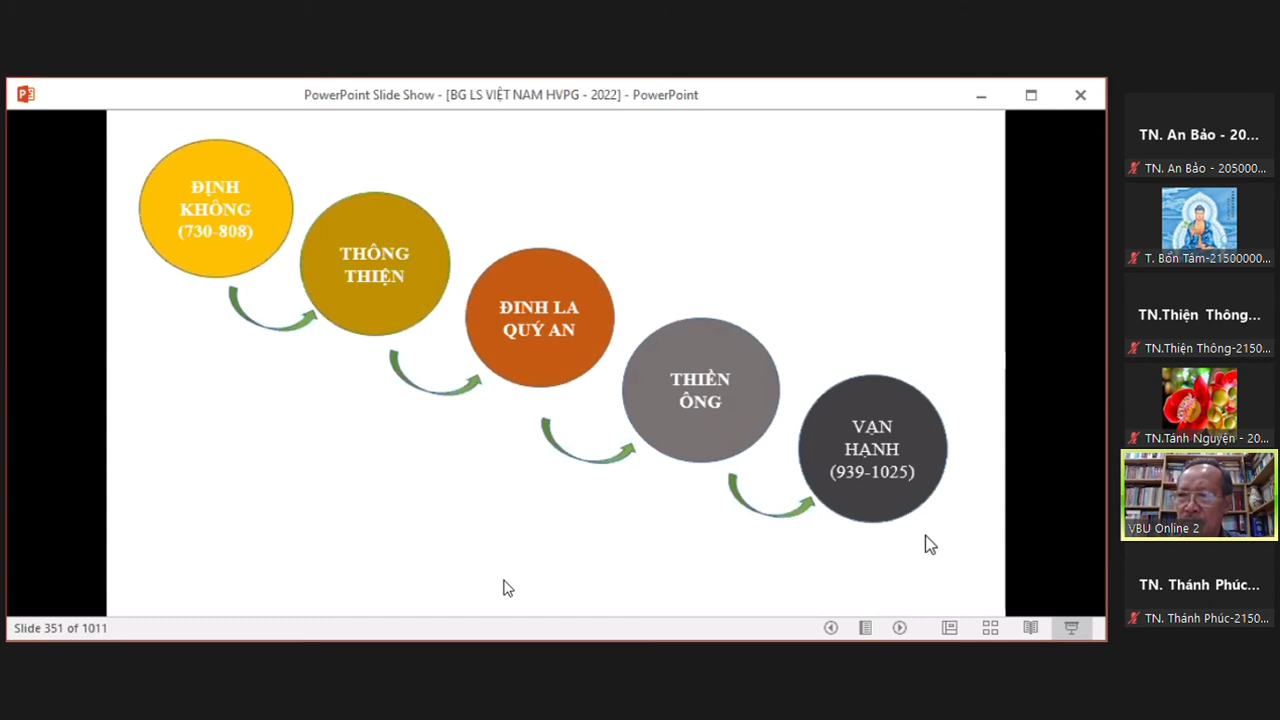 PowerPoint Slide Show - [BG LS VIỆT NAM HVPG - 2022] - PowerPoint
ĐỊNH
KHÔNG
(730-808)
THÔNG
THIỆN
ĐINH LA
QUÝ AN
THIỀN
ÔNG
VẠN
HẠNH
(939-1025)
Slide 351 of 1011
TN. An Bảo - 20...
TN. An Bảo - 205000...
T. Bổn Tâm-21500000...
TN.Thiện Thông...
TN.Thiện Thông-2150...
TN.Tánh Nguyện - 20...
VBU Online 2
TN. Thánh Phúc...
TN. Thánh Phúc-2150...